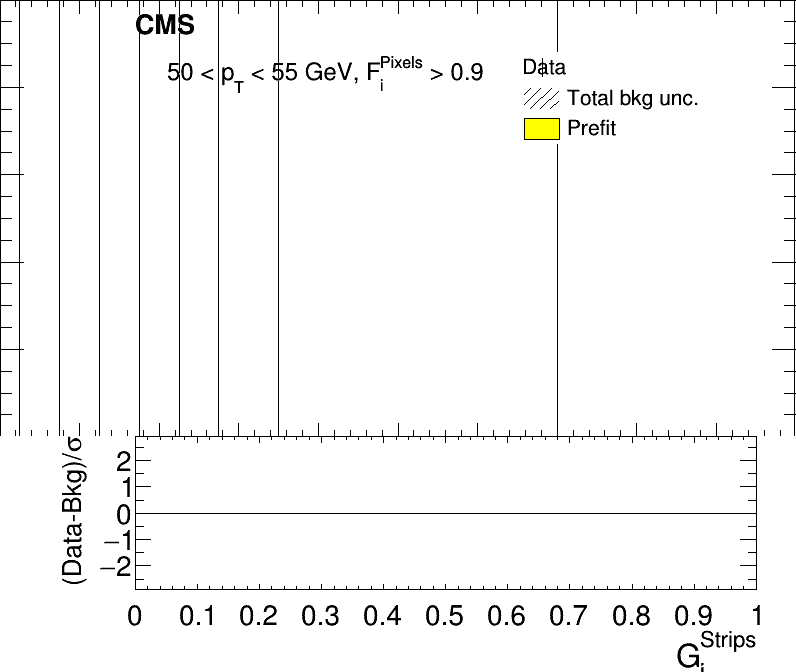 CMS
50 < p_T < 55 GeV, F_i^Pixels > 0.9
Data
Total bkg unc.
Prefit
(Data-Bkg)/σ
2
1
0
−1
−2
0 0.1 0.2 0.3 0.4 0.5 0.6 0.7 0.8 0.9 1
G_i^Strips